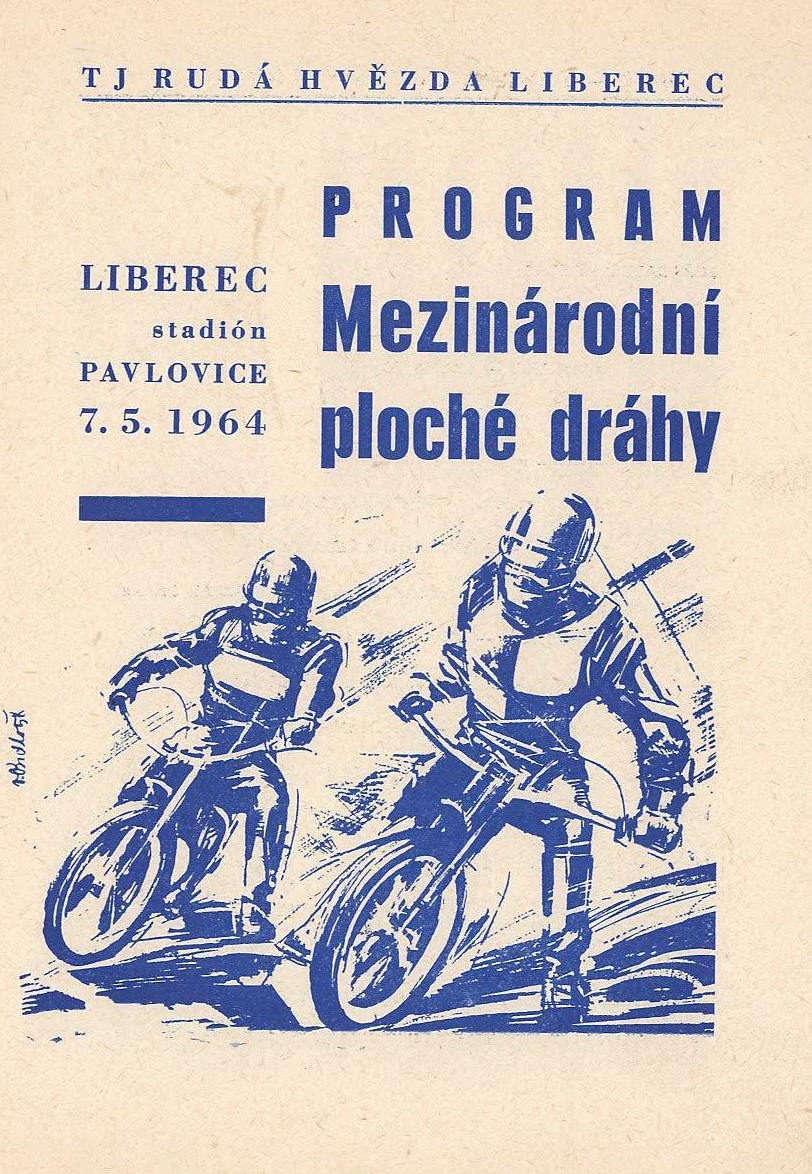 TJ RUDÁ HVĚZDA LIBEREC
PROGRAM
Mezinárodní
ploché dráhy
LIBEREC
stadión
PAVLOVICE
7. 5. 1964